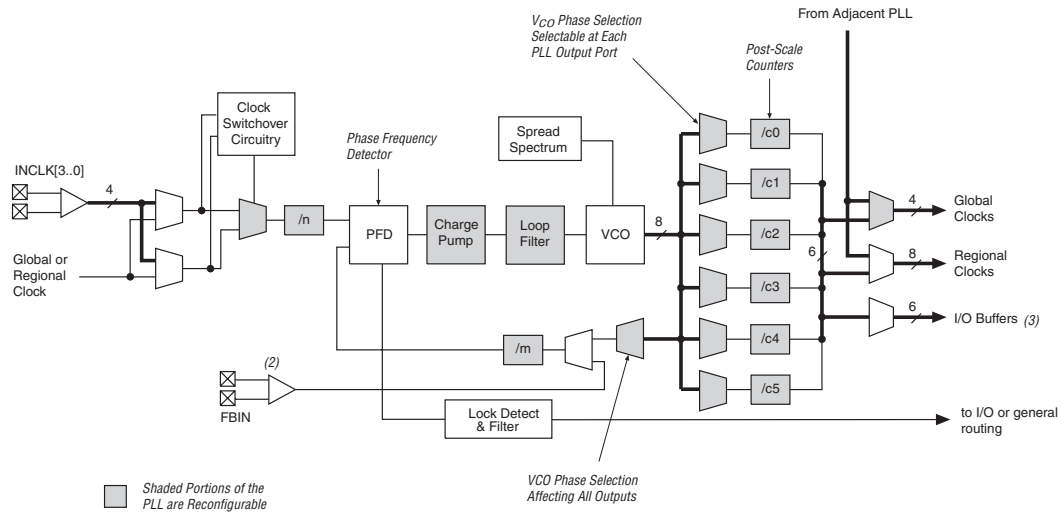 From Adjacent PLL
VCO Phase Selection
Selectable at Each
PLL Output Port
Post-Scale
Counters
Clock
Switchover
Circuitry
/c0
Spread
Spectrum
Phase Frequency
Detector
INCLK[3..0]
4
/c1
4
Global
Clocks
/n
PFD
Charge
Pump
Loop
Filter
VCO
8
/c2
6
8
Regional
Clocks
Global or
Regional
Clock
/c3
6
I/O Buffers (3)
/m
/c4
(2)
FBIN
/c5
Lock Detect
& Filter
to I/O or general
routing
VCO Phase Selection
Affecting All Outputs
Shaded Portions of the
PLL are Reconfigurable